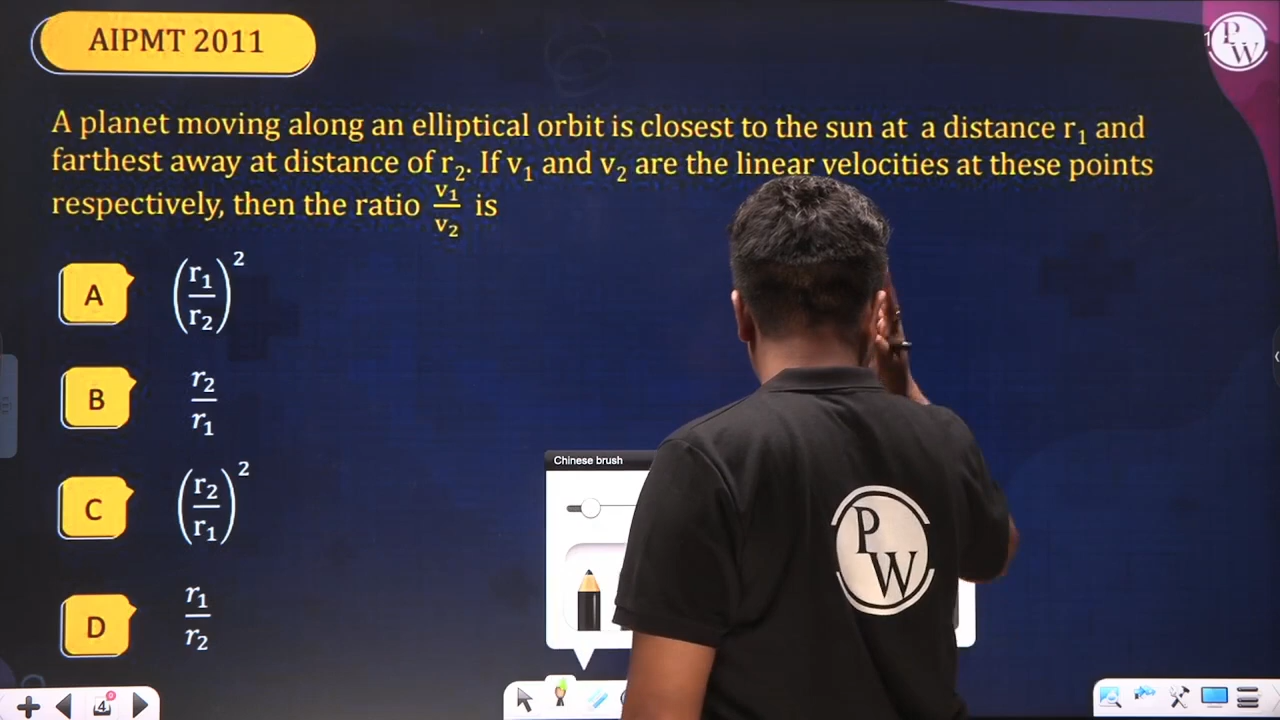 AIPMT 2011
PW
A planet moving along an elliptical orbit is closest to the sun at a distance r₁ and
farthest away at distance of r₂. If v₁ and v₂ are the linear velocities at these points
respectively, then the ratio v₁/v₂ is
A (r₁/r₂)²
B r₂/r₁
C (r₂/r₁)²
D r₁/r₂
Chinese brush
PW
4